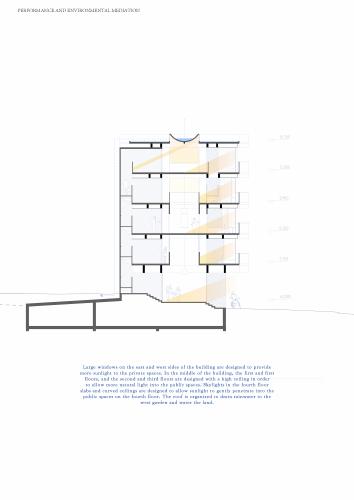 PERFORMANCE AND ENVIRONMENTAL MEDIATION
Large windows on the east and west sides of the building are designed to provide
more sunlight to the private spaces. In the middle of the building, the first and first
floors, and the second and third floors are designed with a high ceiling in order
to allow more natural light into the public spaces. Skylights in the fourth floor
slabs and curved ceilings are designed to allow sunlight to gently penetrate into the
public spaces on the fourth floor. The roof is organized to drain rainwater to the
west garden and water the land.